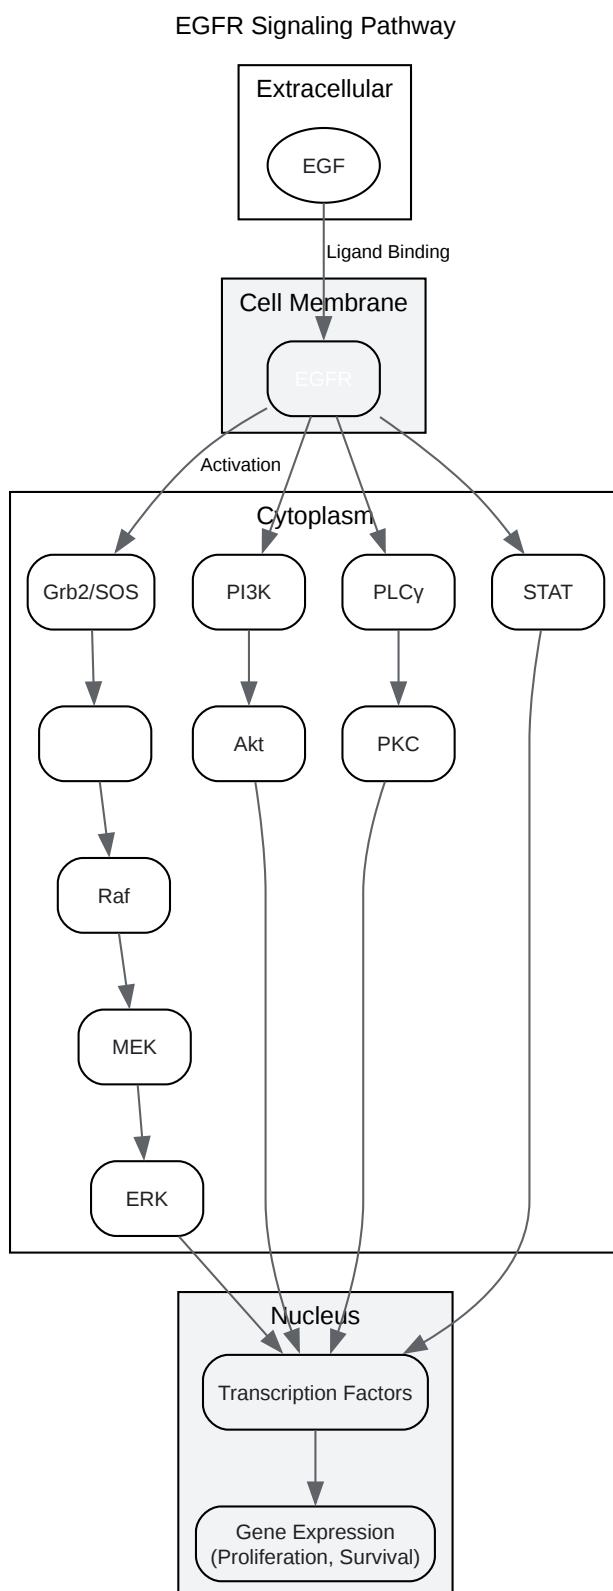 EGFR Signaling Pathway
Extracellular
EGF
Ligand Binding
Cell Membrane
EGFR
Activation
Cytoplasm
Grb2/SOS
PI3K
PLCγ
STAT
Akt
PKC
Raf
MEK
ERK
Nucleus
Transcription Factors
Gene Expression
(Proliferation, Survival)